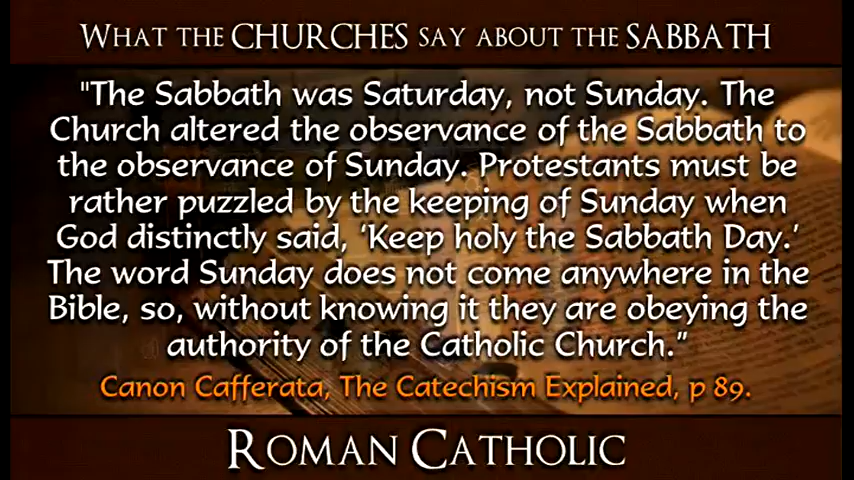 WHAT THE CHURCHES SAY ABOUT THE SABBATH
"The Sabbath was Saturday, not Sunday. The
Church altered the observance of the Sabbath to
the observance of Sunday. Protestants must be
rather puzzled by the keeping of Sunday when
God distinctly said, ‘Keep holy the Sabbath Day.’
The word Sunday does not come anywhere in the
Bible, so, without knowing it they are obeying the
authority of the Catholic Church.”
Canon Cafferata, The Catechism Explained, p 89.
ROMAN CATHOLIC